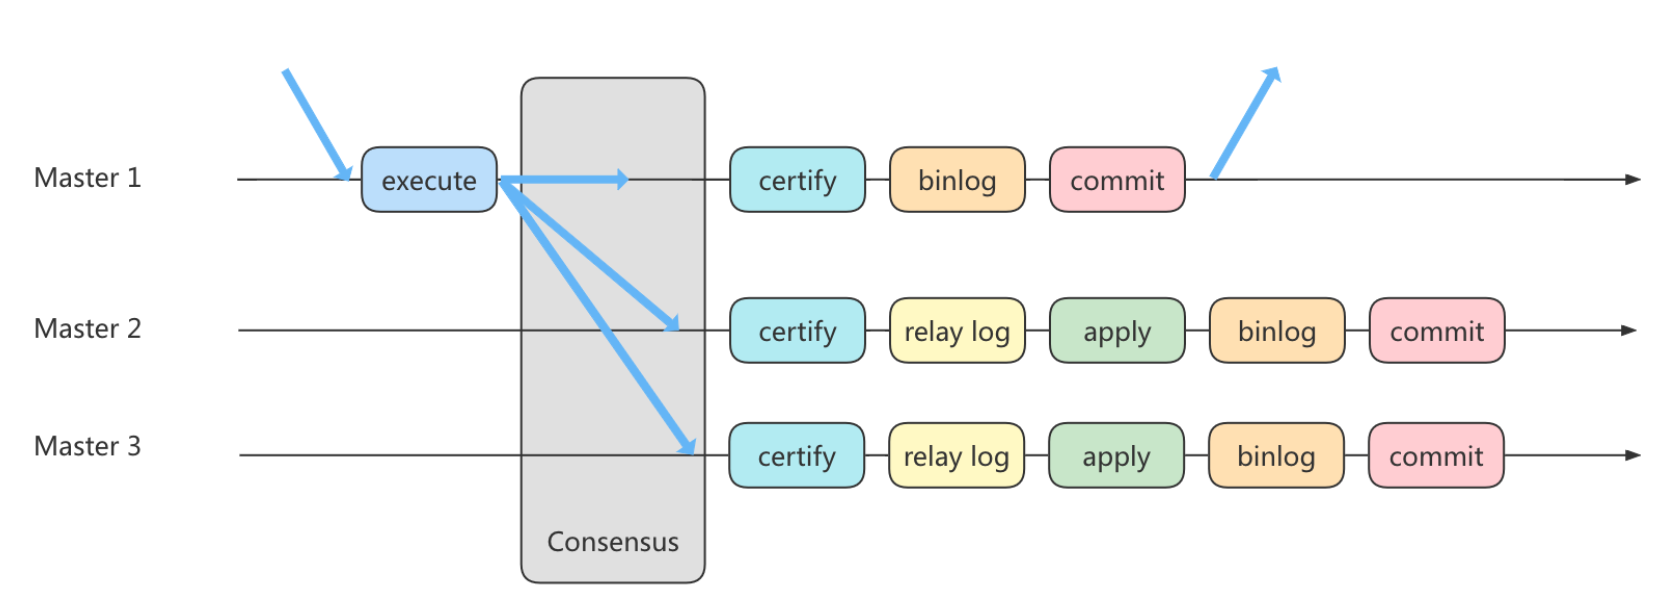 Master 1
execute
certify
binlog
commit
Master 2
certify
relay log
apply
binlog
commit
Master 3
certify
relay log
apply
binlog
commit
Consensus